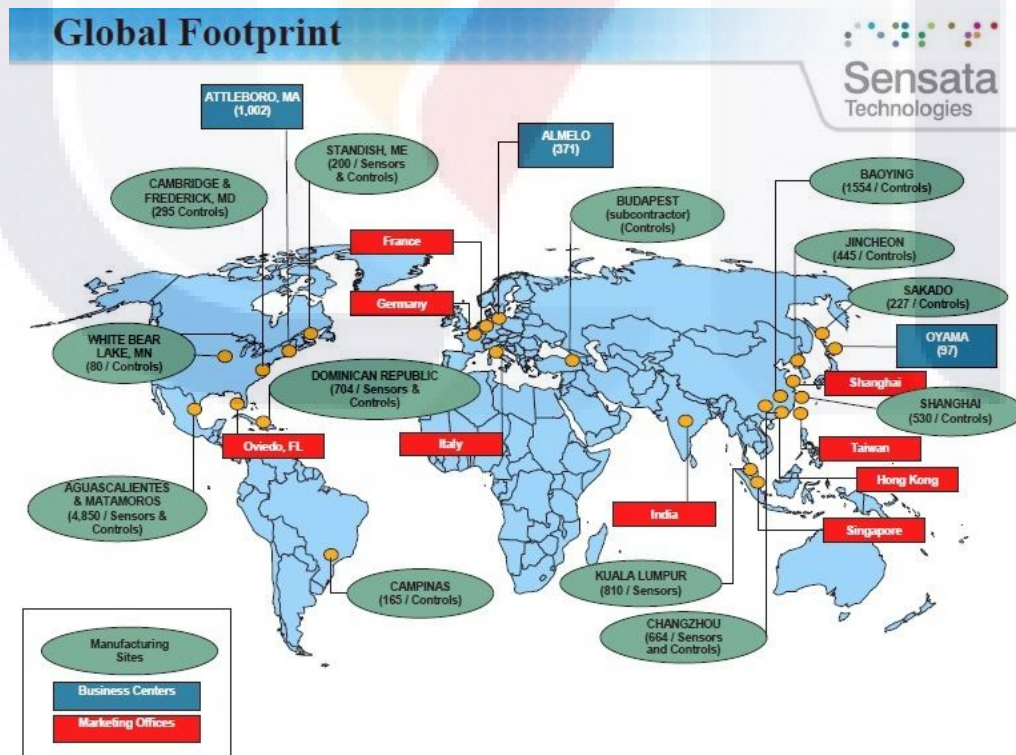 Global Footprint
Sensata
Technologies
ATTLEBORO, MA
(1,002)
STANDISH, ME
(200 / Sensors
& Controls)
ALMELO
(371)
CAMBRIDGE &
FREDERICK, MD
(295 Controls)
BUDAPEST
(subcontractor)
(Controls)
BAOYING
(1554 / Controls)
France
JINCHEON
(445 / Controls)
Germany
SAKADO
(227 / Controls)
WHITE BEAR
LAKE, MN
(80 / Controls)
OYAMA
(97)
DOMINICAN REPUBLIC
(704 / Sensors &
Controls)
Shanghai
SHANGHAI
(530 / Controls)
Oviedo, FL
Italy
Taiwan
AGUASCALIENTES
& MATAMOROS
(4,850 / Sensors &
Controls)
Hong Kong
India
Singapore
CAMPINAS
(165 / Controls)
KUALA LUMPUR
(810 / Sensors)
CHANGZHOU
(664 / Sensors
and Controls)
Manufacturing
Sites
Business Centers
Marketing Offices